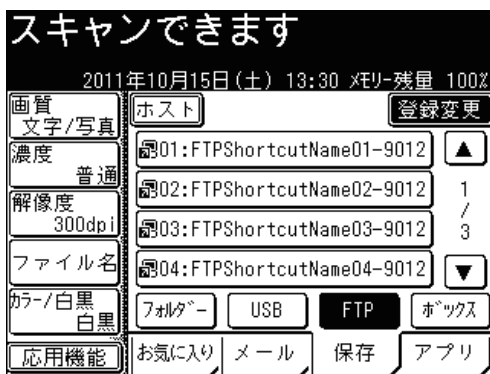 スキャンできます
2011年10月15日(土) 13:30 ﾒﾓﾘｰ残量 100%
画質
文字/写真
濃度
普通
解像度
300dpi
ファイル名
ｶﾗｰ/白黒
白黒
応用機能
ホスト
登録変更
01:FTPShortcutName01-9012
02:FTPShortcutName02-9012
03:FTPShortcutName03-9012
04:FTPShortcutName04-9012
▲
1
/
3
▼
ﾌｫﾙﾀﾞｰ
USB
FTP
ﾎﾞｯｸｽ
お気に入り
メール
保存
アプリ